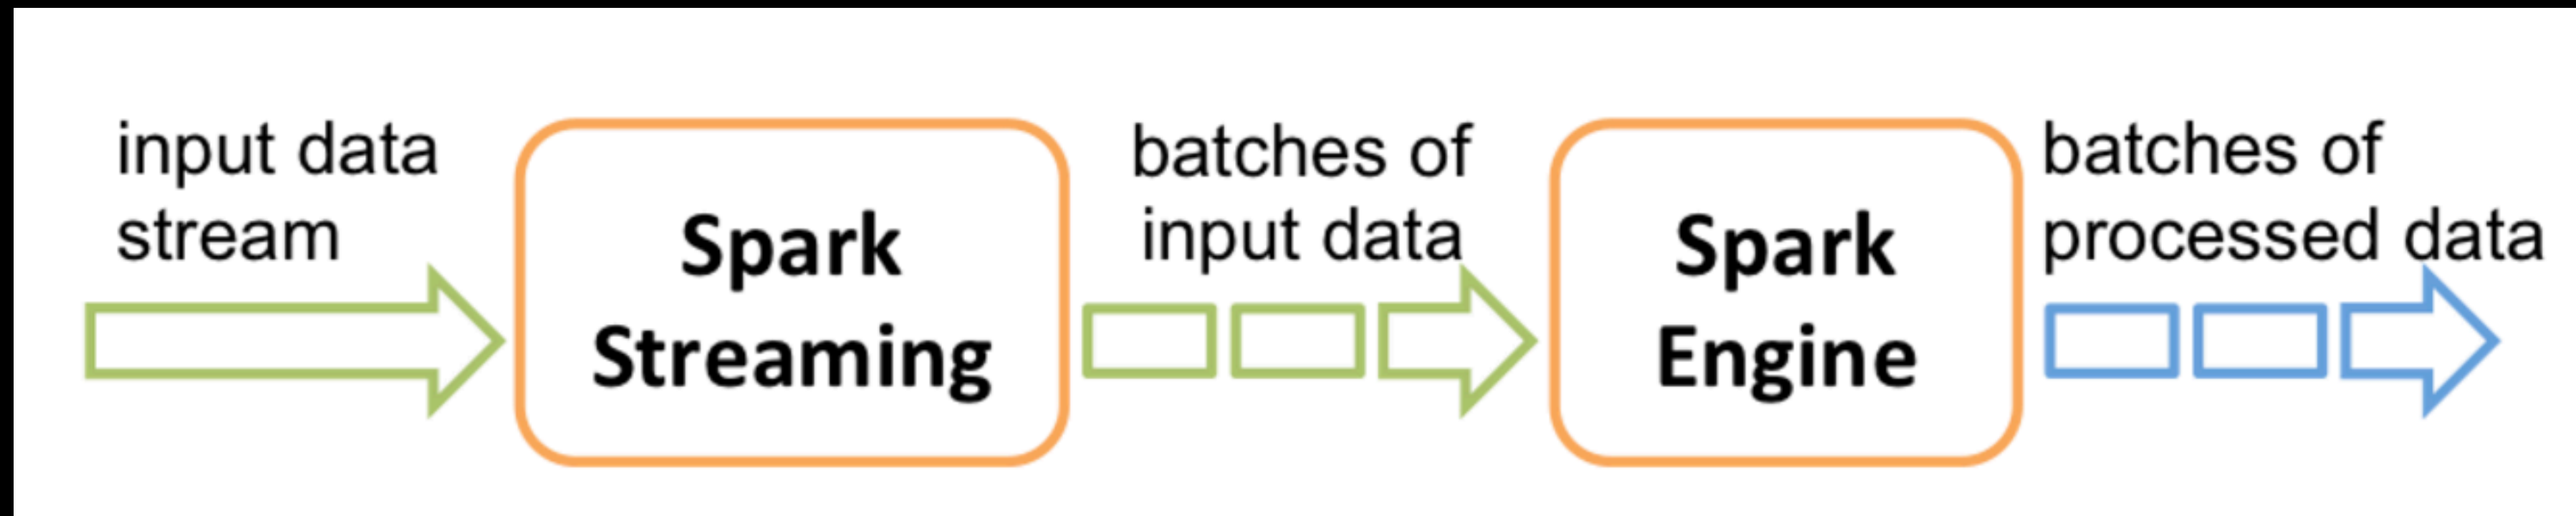 input data
stream
Spark
Streaming
batches of
input data
Spark
Engine
batches of
processed data